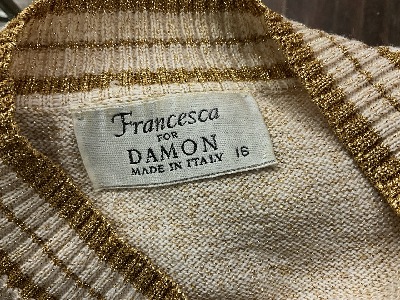 Francesca
FOR
DAMON
MADE IN ITALY 16